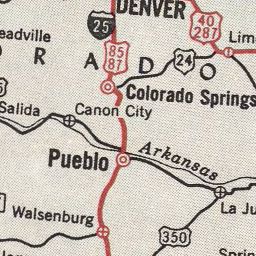 DENVER
25
40
287
eadville
85
87
Lim
R A D O
24
Colorado Springs
Salida
Canon City
Pueblo
Arkansas
La Ju
Walsenburg
350
Sprin